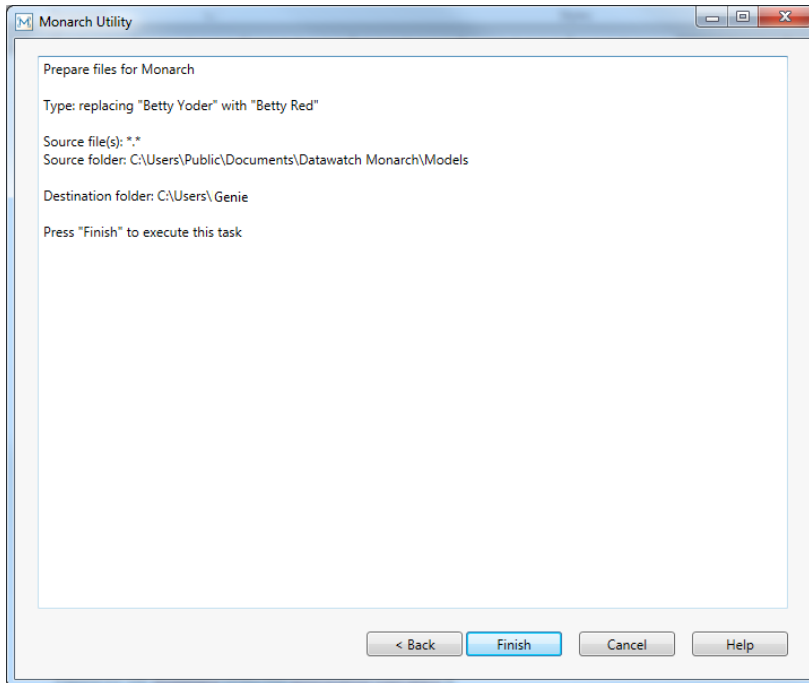 Monarch Utility
Prepare files for Monarch
Type: replacing "Betty Yoder" with "Betty Red"
Source file(s): *.*
Source folder: C:\Users\Public\Documents\Datawatch Monarch\Models
Destination folder: C:\Users\ Genie
Press "Finish" to execute this task
< Back Finish Cancel Help